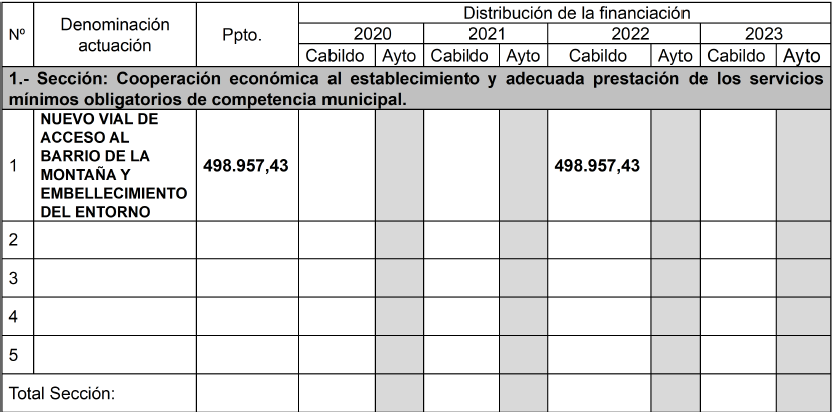 Distribución de la financiación
Nº Denominación actuación Ppto. 2020 2021 2022 2023
Cabildo Ayto Cabildo Ayto Cabildo Ayto Cabildo Ayto
1.- Sección: Cooperación económica al establecimiento y adecuada prestación de los servicios
mínimos obligatorios de competencia municipal.
NUEVO VIAL DE
ACCESO AL
BARRIO DE LA
1 MONTAÑA Y 498.957,43 498.957,43
EMBELLECIMIENTO
DEL ENTORNO
2
3
4
5
Total Sección: